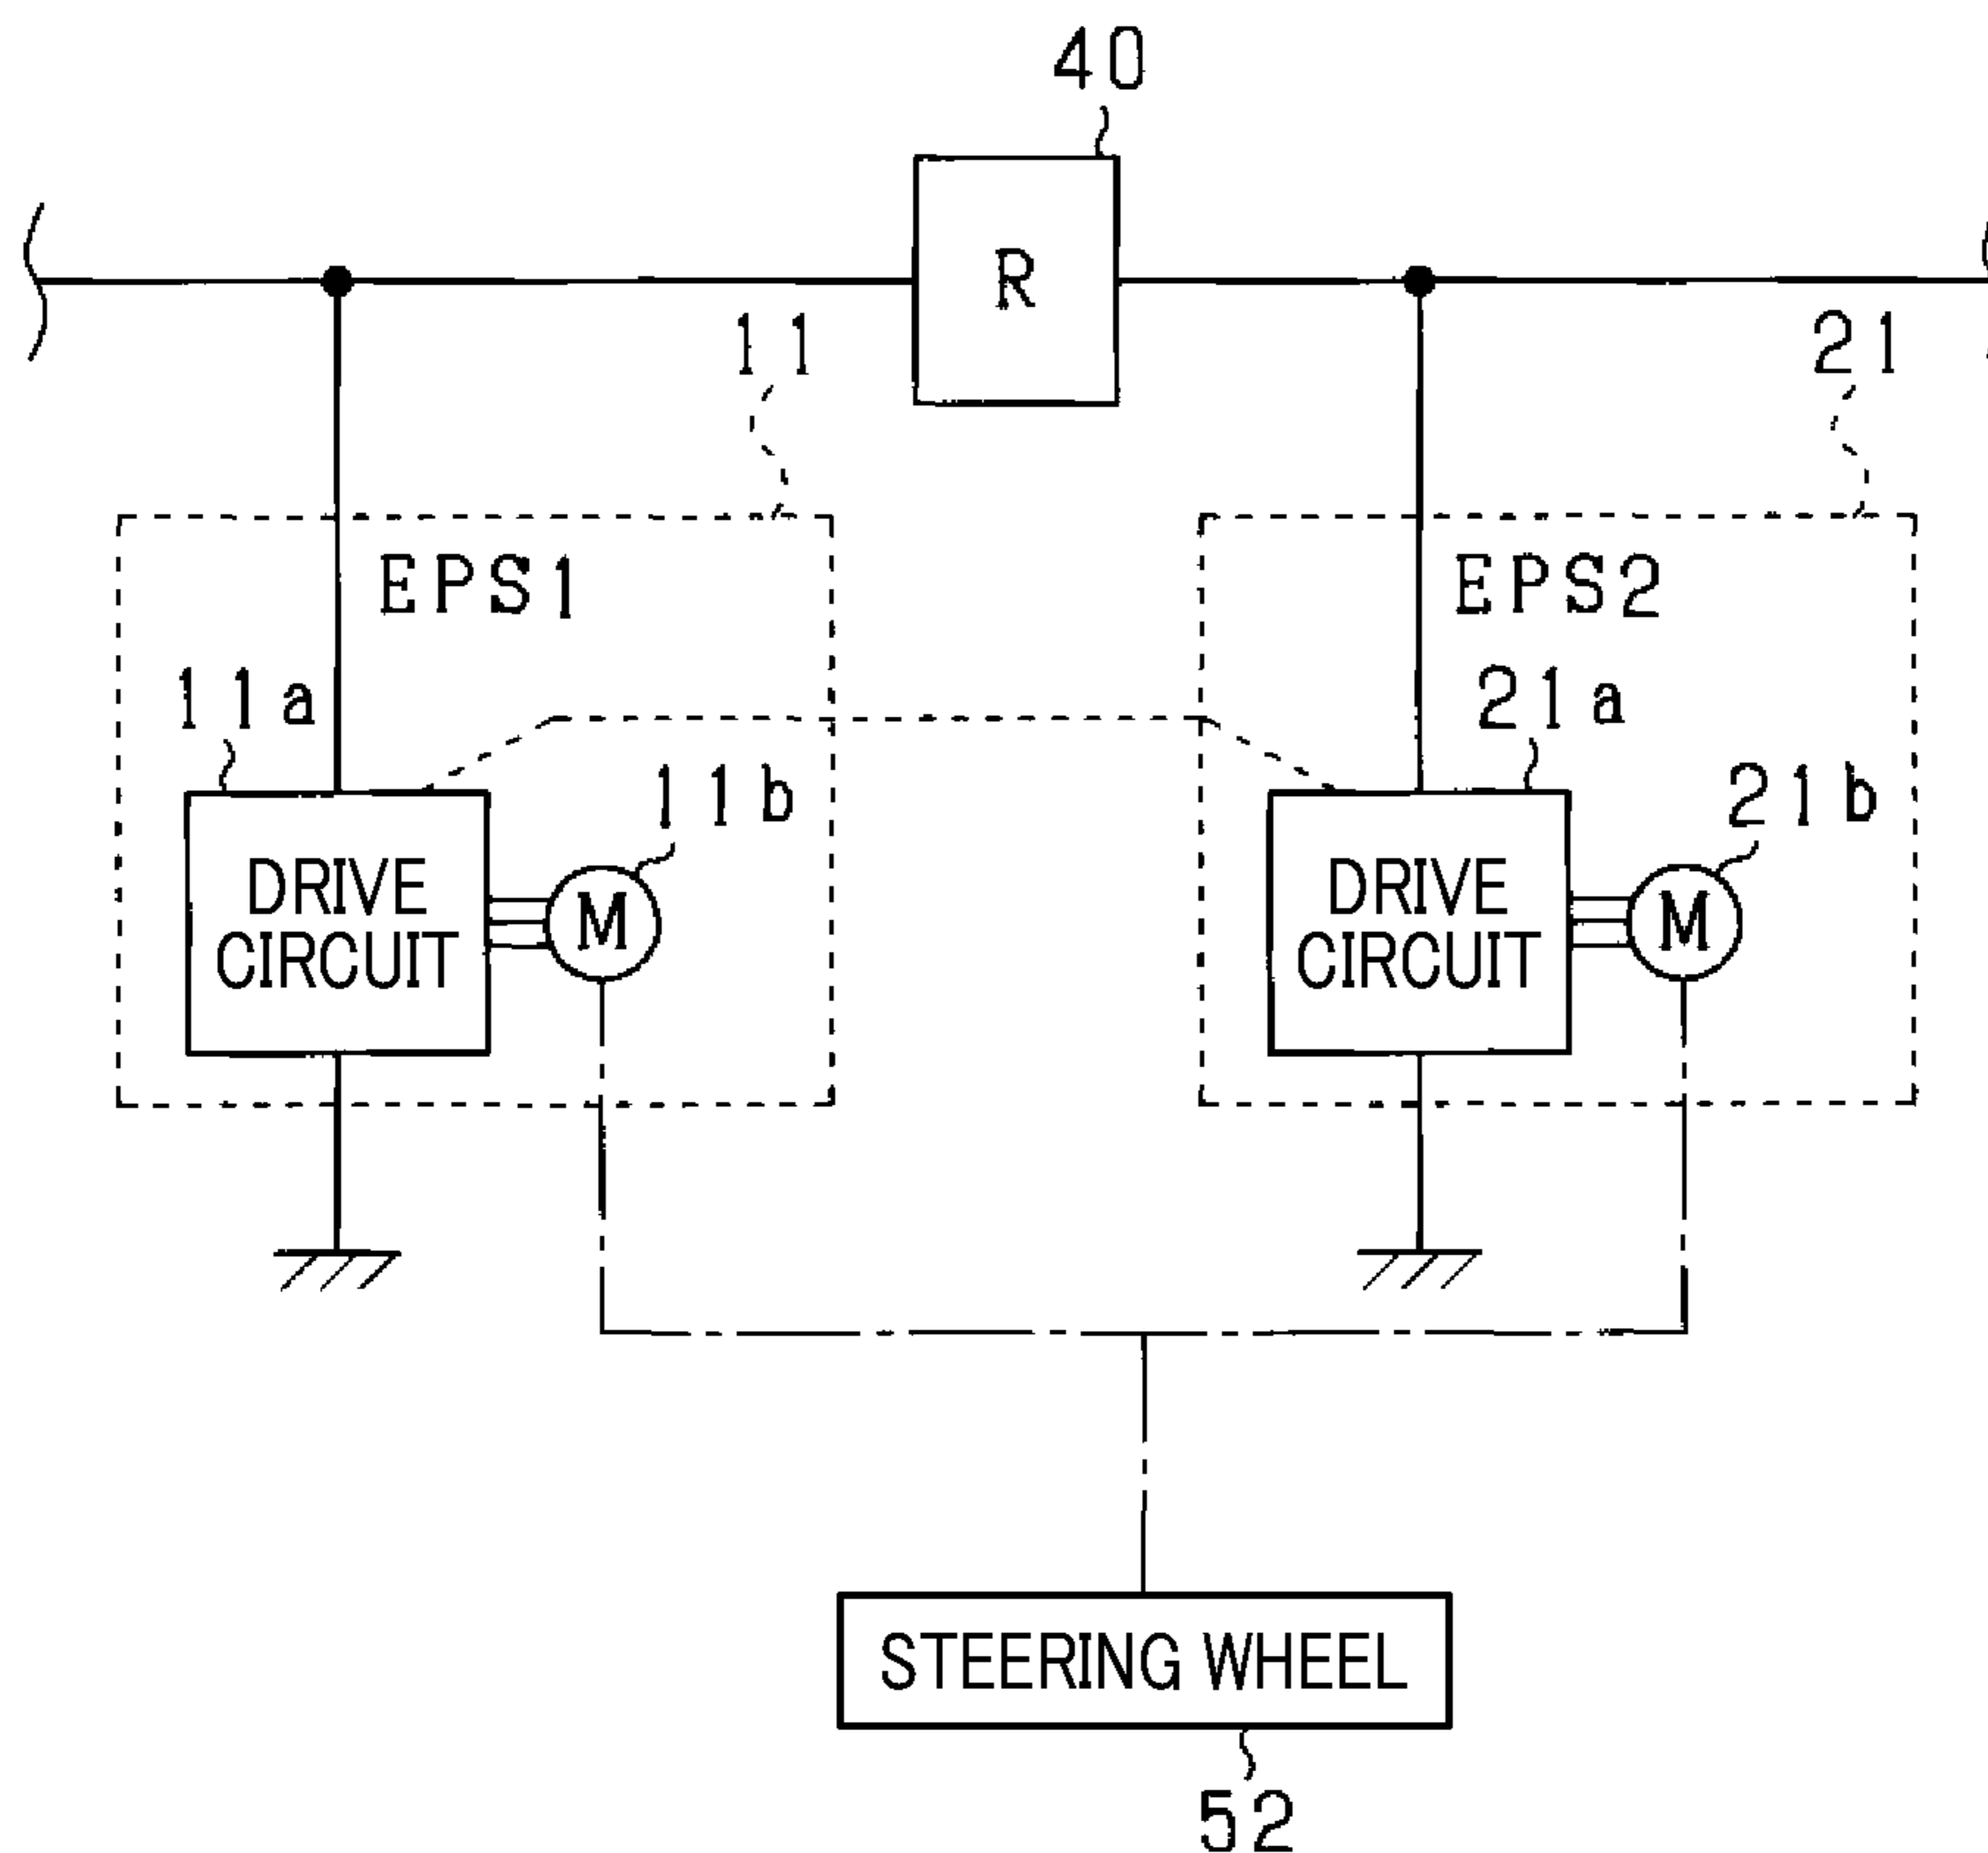 40
R
11
21
EPS1
EPS2
11a
21a
11b
21b
DRIVE
CIRCUIT
M
DRIVE
CIRCUIT
M
STEERING WHEEL
52